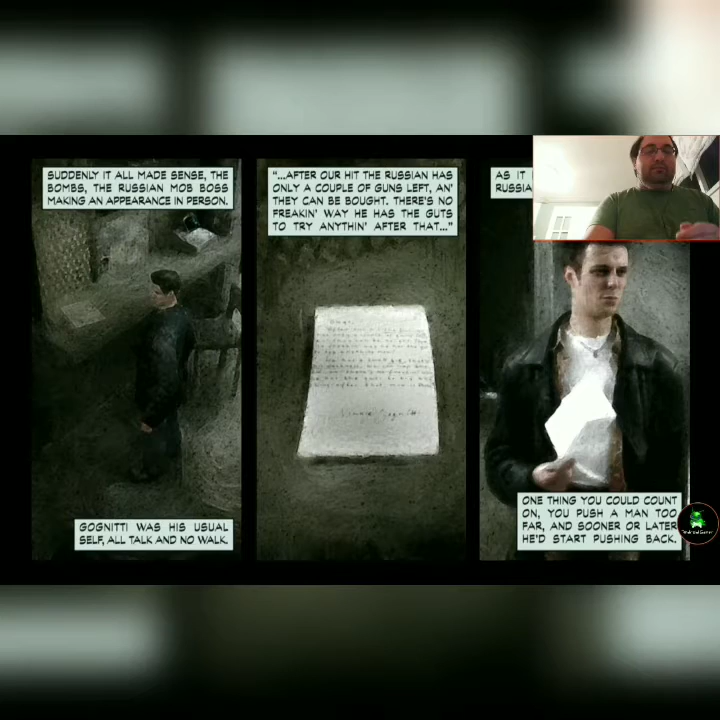 SUDDENLY IT ALL MADE SENSE, THE
BOMBS, THE RUSSIAN MOB BOSS
MAKING AN APPEARANCE IN PERSON.
GOGNITTI WAS HIS USUAL
SELF, ALL TALK AND NO WALK.
"...AFTER OUR HIT THE RUSSIAN HAS
ONLY A COUPLE OF GUNS LEFT, AN'
THEY CAN BE BOUGHT. THERE'S NO
FREAKIN' WAY HE HAS THE GUTS
TO TRY ANYTHIN' AFTER THAT..."
AS IT
RUSSIA
ONE THING YOU COULD COUNT
ON, YOU PUSH A MAN TOO
FAR, AND SOONER OR LATER
HE'D START PUSHING BACK.